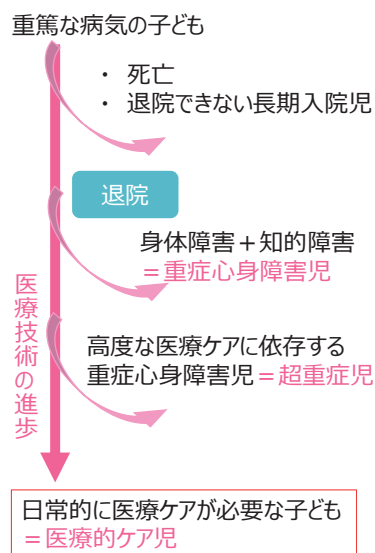 重篤な病気の子ども
・ 死亡
・ 退院できない長期入院児
退院
身体障害＋知的障害
＝重症心身障害児
医療技術の進歩
高度な医療ケアに依存する
重症心身障害児＝超重症児
日常的に医療ケアが必要な子ども
＝医療的ケア児